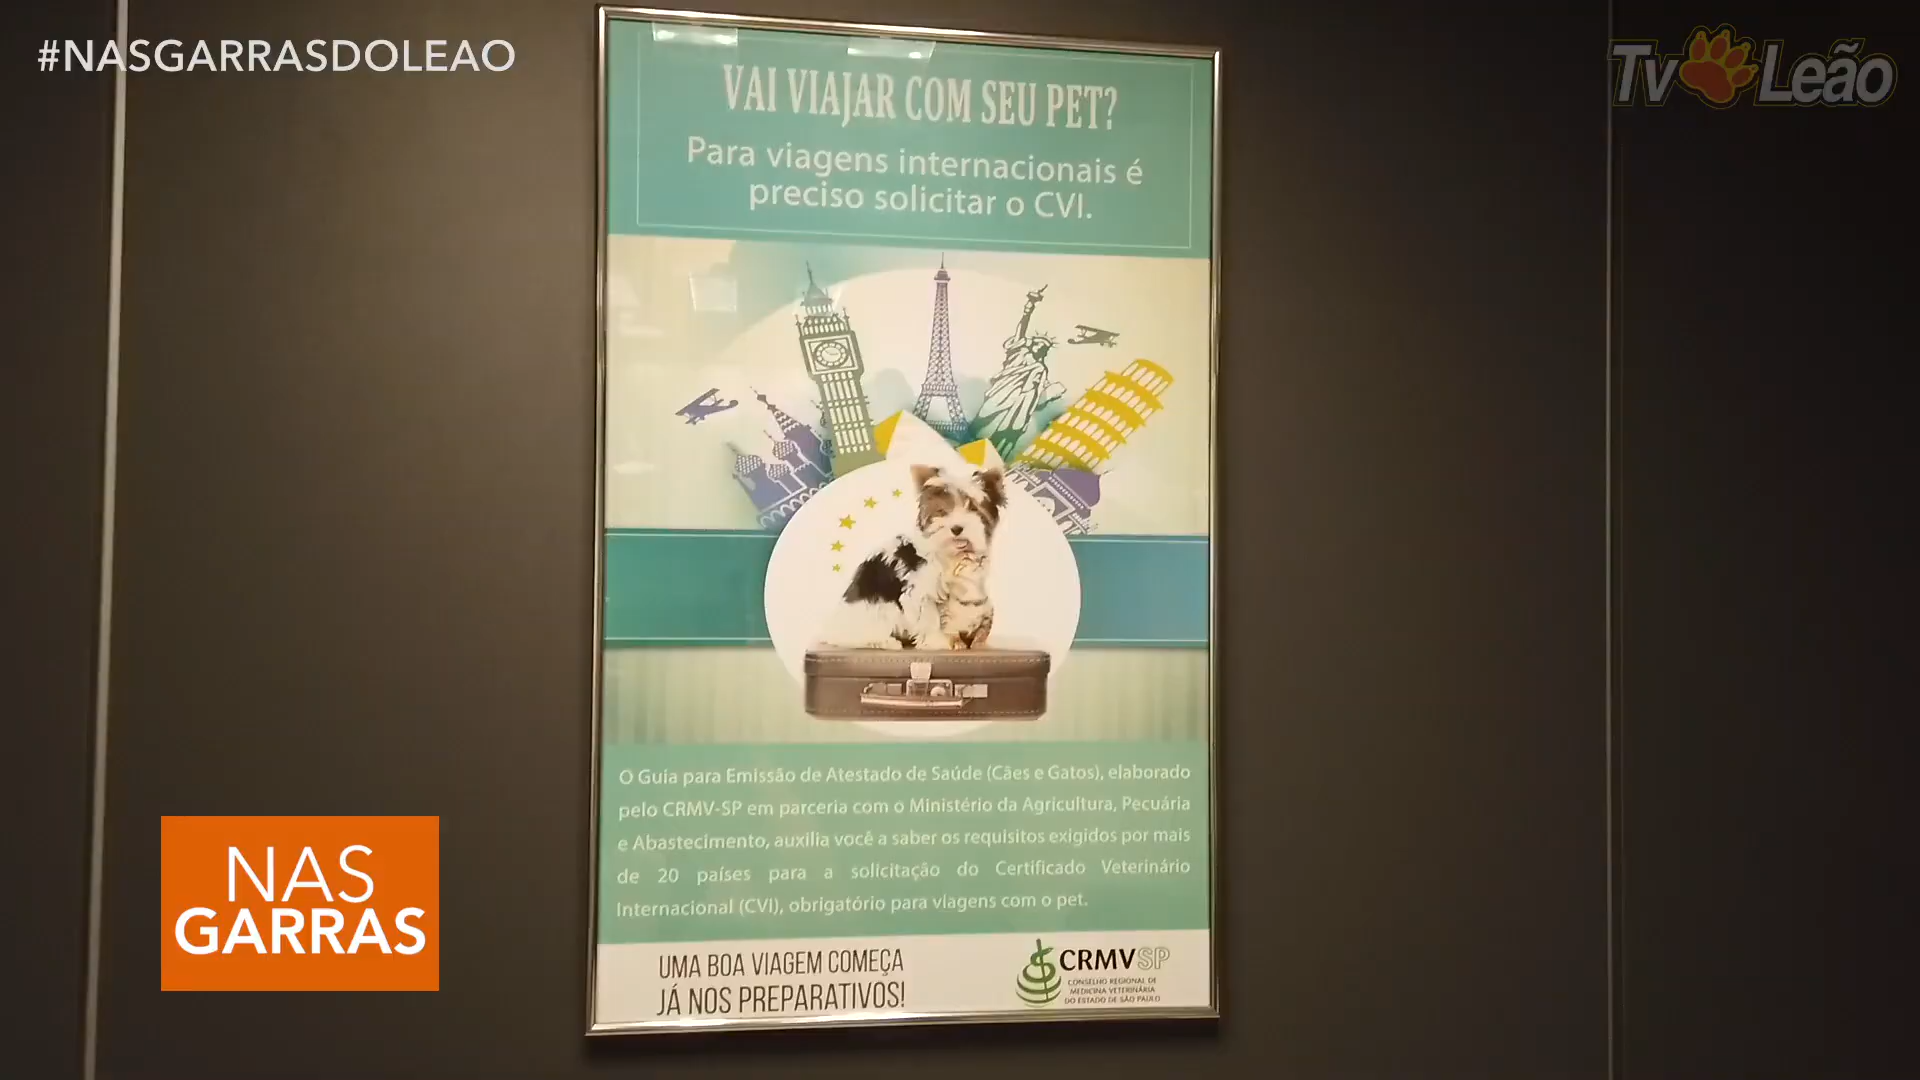 #NASGARRASDOLEAO
Tv Leão
VAI VIAJAR COM SEU PET?
Para viagens internacionais é
preciso solicitar o CVI.
O Guia para Emissão de Atestado de Saúde (Cães e Gatos), elaborado
pelo CRMV-SP em parceria com o Ministério da Agricultura, Pecuária
e Abastecimento, auxilia você a saber os requisitos exigidos por mais
de 20 países para a solicitação do Certificado Veterinário
Internacional (CVI), obrigatório para viagens com o pet.
NAS
GARRAS
UMA BOA VIAGEM COMEÇA
JÁ NOS PREPARATIVOS!
CRMVSP
CONSELHO REGIONAL DE
MEDICINA VETERINÁRIA
DO ESTADO DE SÃO PAULO